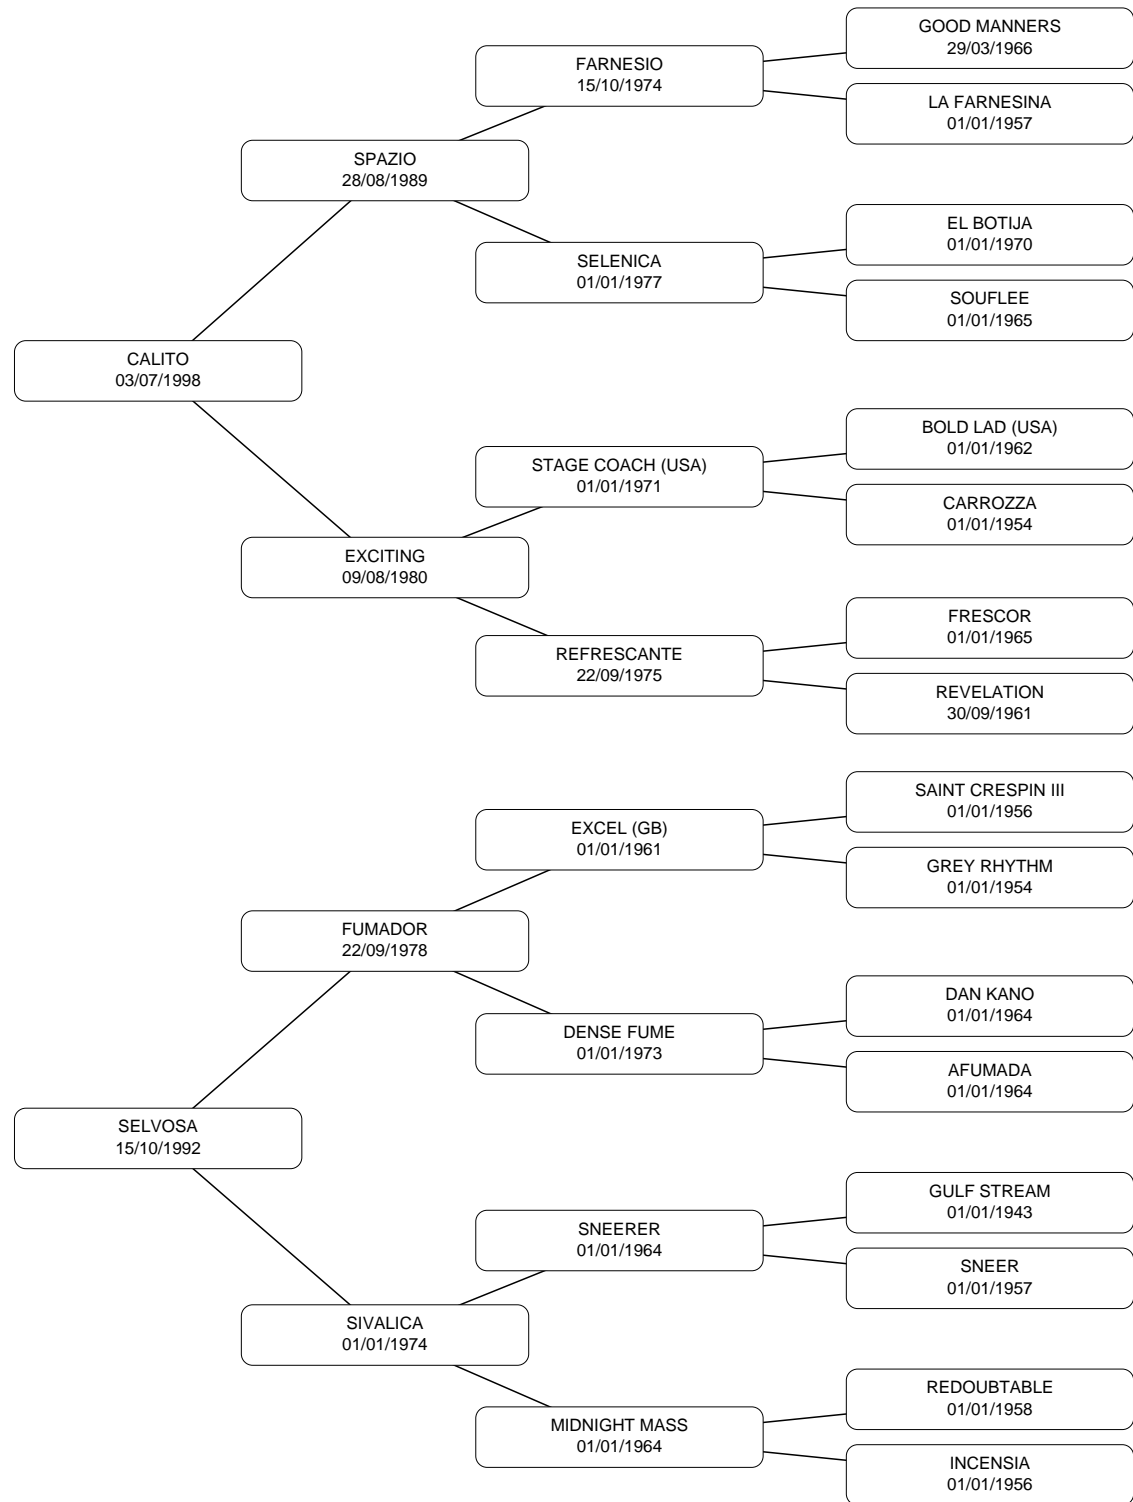 GOOD MANNERS
29/03/1966
FARNESIO
15/10/1974
LA FARNESINA
01/01/1957
SPAZIO
28/08/1989
EL BOTIJA
01/01/1970
SELENICA
01/01/1977
SOUFLEE
01/01/1965
CALITO
03/07/1998
BOLD LAD (USA)
01/01/1962
STAGE COACH (USA)
01/01/1971
CARROZZA
01/01/1954
EXCITING
09/08/1980
FRESCOR
01/01/1965
REFRESCANTE
22/09/1975
REVELATION
30/09/1961
SAINT CRESPIN III
01/01/1956
EXCEL (GB)
01/01/1961
GREY RHYTHM
01/01/1954
FUMADOR
22/09/1978
DAN KANO
01/01/1964
DENSE FUME
01/01/1973
AFUMADA
01/01/1964
SELVOSA
15/10/1992
GULF STREAM
01/01/1943
SNEERER
01/01/1964
SNEER
01/01/1957
SIVALICA
01/01/1974
REDOUBTABLE
01/01/1958
MIDNIGHT MASS
01/01/1964
INCENSIA
01/01/1956